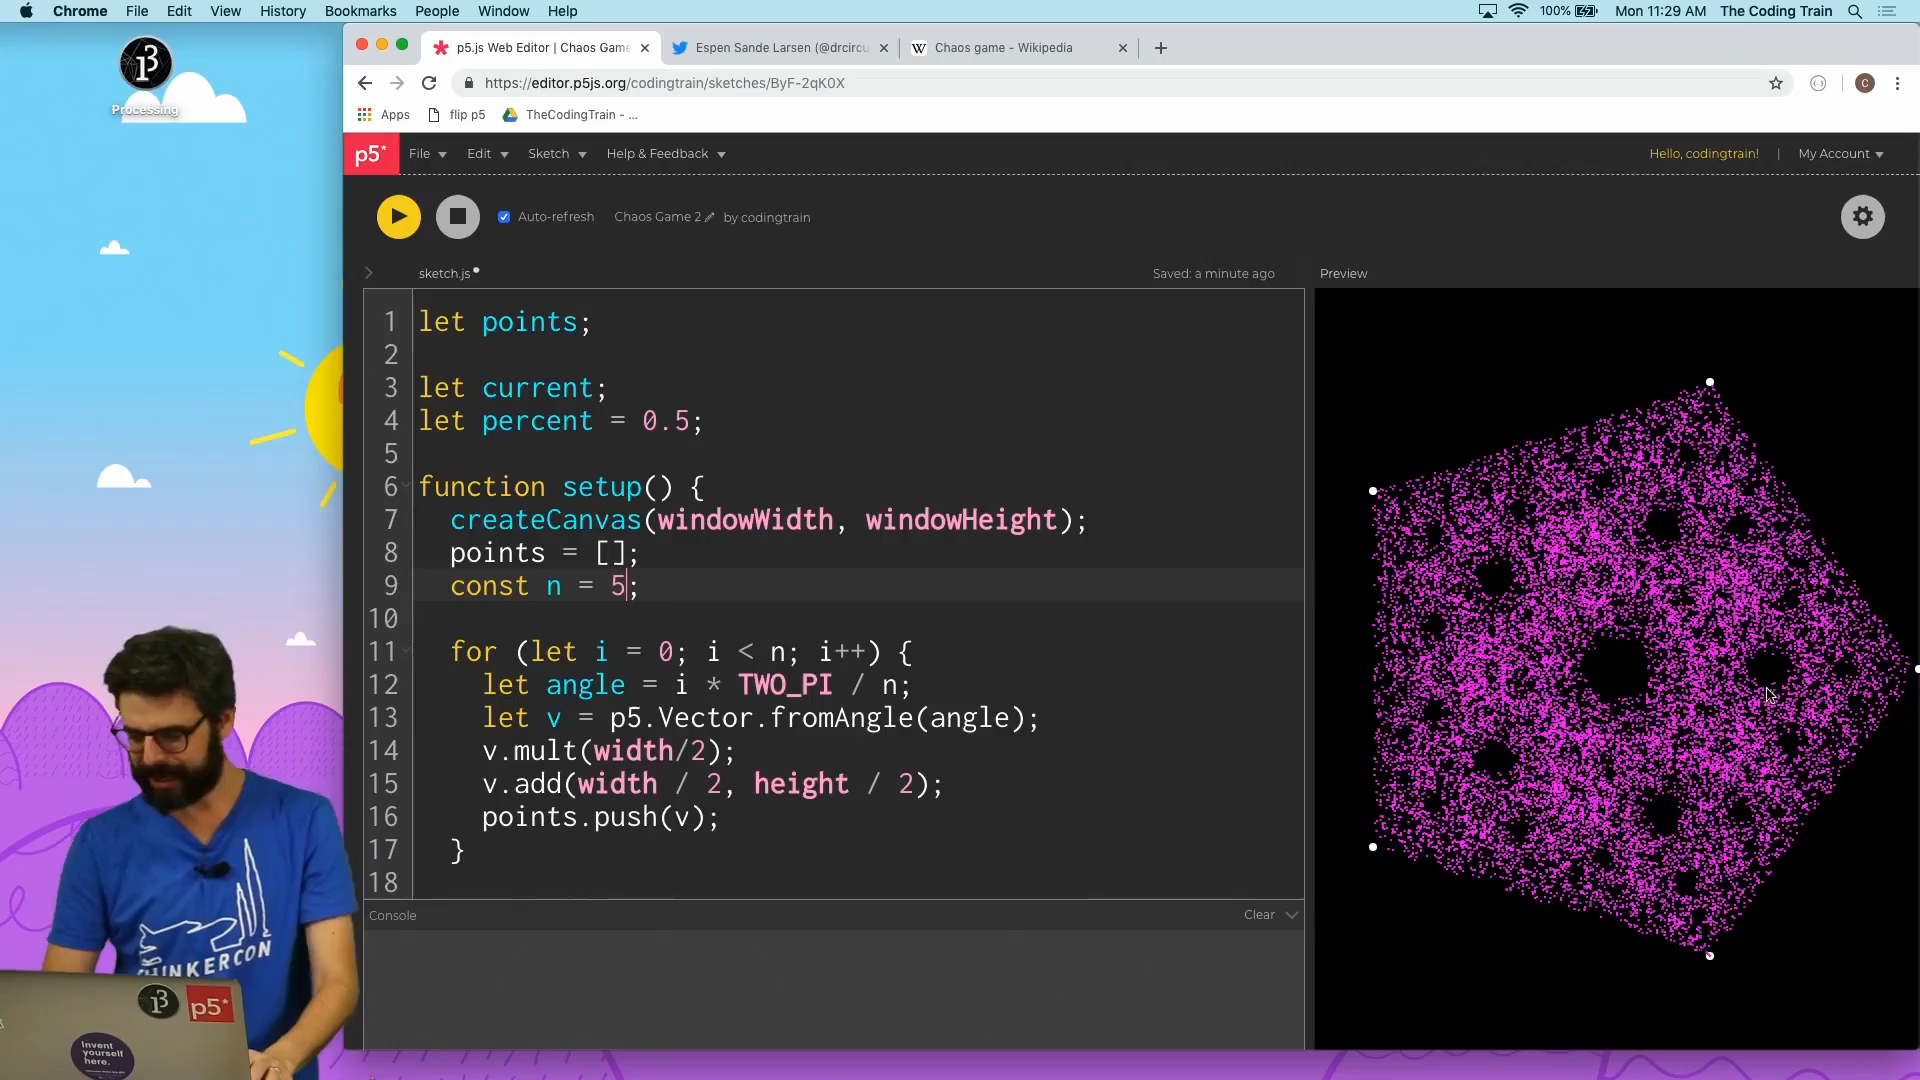 Chrome File Edit View History Bookmarks People Window Help 100% Mon 11:29 AM The Coding Train
13
Processing
p5.js Web Editor | Chaos Game Espen Sande Larsen (@drcircu W Chaos game - Wikipedia
https://editor.p5js.org/codingtrain/sketches/ByF-2qK0X C
Apps flip p5 TheCodingTrain - ...
p5* File Edit Sketch Help & Feedback Hello, codingtrain! | My Account
Auto-refresh Chaos Game 2 by codingtrain
sketch.js Saved: a minute ago Preview
1 let points;
2
3 let current;
4 let percent = 0.5;
5
6 function setup() {
7 createCanvas(windowWidth, windowHeight);
8 points = [];
9 const n = 5;
10
11 for (let i = 0; i < n; i++) {
12 let angle = i * TWO_PI / n;
13 let v = p5.Vector.fromAngle(angle);
14 v.mult(width/2);
15 v.add(width / 2, height / 2);
16 points.push(v);
17 }
18
Console Clear
HINKERCON
13 p5*
Invent
yourself
here.